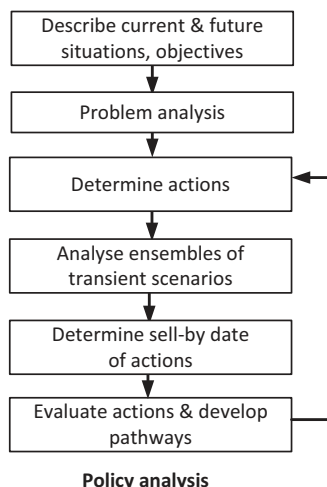 Describe current & future
situations, objectives
Problem analysis
Determine actions
Analyse ensembles of
transient scenarios
Determine sell-by date
of actions
Evaluate actions & develop
pathways
Policy analysis